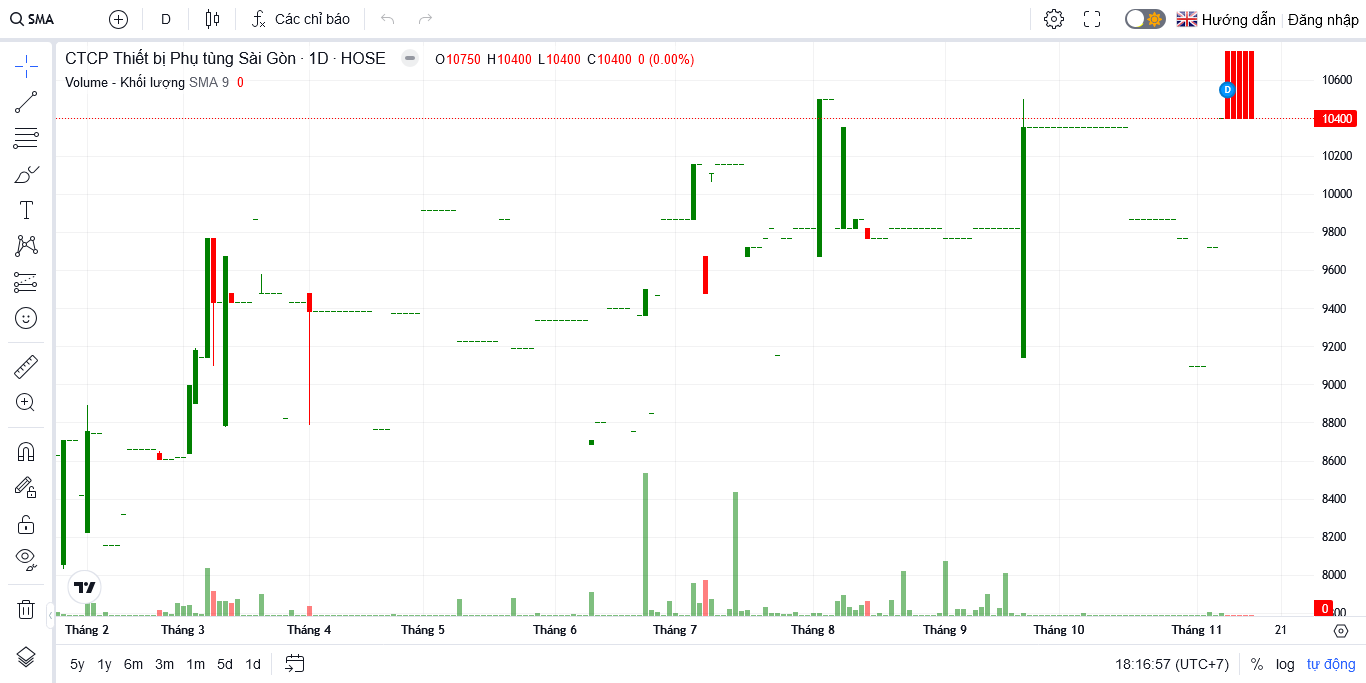 SMA D Các chỉ báo Hướng dẫn Đăng nhập
CTCP Thiết bị Phụ tùng Sài Gòn · 1D · HOSE O10750 H10400 L10400 C10400 0 (0.00%)
Volume - Khối lượng SMA 9 0
10600
D
10400
10200
10000
9800
9600
9400
9200
9000
8800
8600
8400
8200
8000
0
Tháng 2 Tháng 3 Tháng 4 Tháng 5 Tháng 6 Tháng 7 Tháng 8 Tháng 9 Tháng 10 Tháng 11 21
5y 1y 6m 3m 1m 5d 1d 18:16:57 (UTC+7) % log tự động